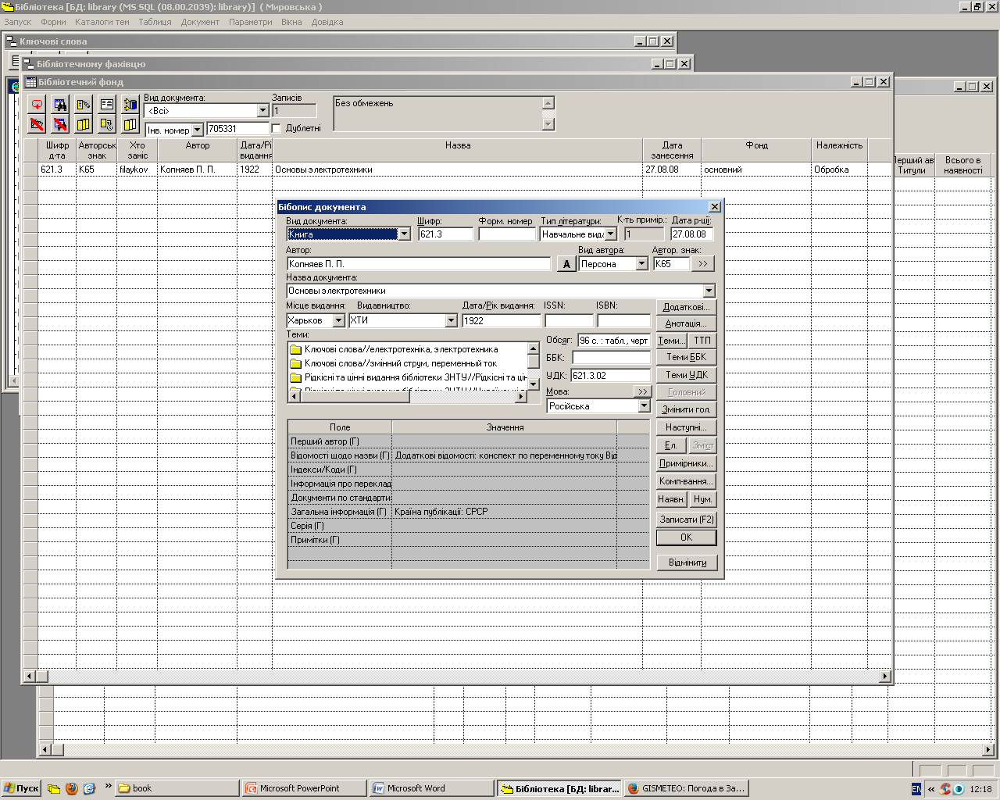 Бібліотека [БД: library (MS SQL (08.00.2039): library)] ( Мировська )
Запуск Форми Каталоги тем Таблиця Документ Параметри Вікна Довідка
Ключові слова
Бібліотечному фахівцю
Бібліотечний фонд
Вид документа: Записів
<Всі> 1 Без обмежень
Інв. номер 705331 Дублетні
Шифр д-та Авторськ знак Хто заніс Автор Дата/Рі видання Назва Дата занесення Фонд Належність
621.3 К65 filaykov Копняев П. П. 1922 Основы электротехники 27.08.08 основний Обробка
Перший ав Титули Всього в наявності
Бібопис документа
Вид документа: Шифр: Форм. номер Тип літератури: К-ть примір.: Дата р-ції:
Книга 621.3 Навчальне вида 1 27.08.08
Автор: Вид автора: Автор. знак:
Копняев П. П. А Персона К65 >>
Назва документа:
Основы электротехники
Місце видання: Видавництво: Дата/Рік видання: ISSN: ISBN: Додаткові...
Харьков ХТИ 1922 Анотація...
Теми: Обсяг: 96 с. : табл., черт Теми... ТТП
Ключові слова//електротехніка, электротехника
Ключові слова//змінний струм, переменный ток ББК: Теми ББК
Рідкісні та цінні видання бібліотеки ЗНТУ//Рідкісні та цін УДК: 621.3.02 Теми УДК
Мова: >> Головний
Російська Змінити гол.
Поле Значення Наступні...
Перший автор (Г) Ел. Зміст
Відомості щодо назви (Г) Додаткові відомості: конспект по переменному току Від
Індекси/Коди (Г) Примірники...
Інформація про переклад Комп-вання...
Документи по стандарти Наявн. Нум.
Загальна інформація (Г) Країна публікації: СРСР Записати (F2)
Серія (Г)
Примітки (Г) ОК
Відмінити
Пуск » book Microsoft PowerPoint Microsoft Word Бібліотека [БД: librar... GISMETEO: Погода в За... EN « 12:18